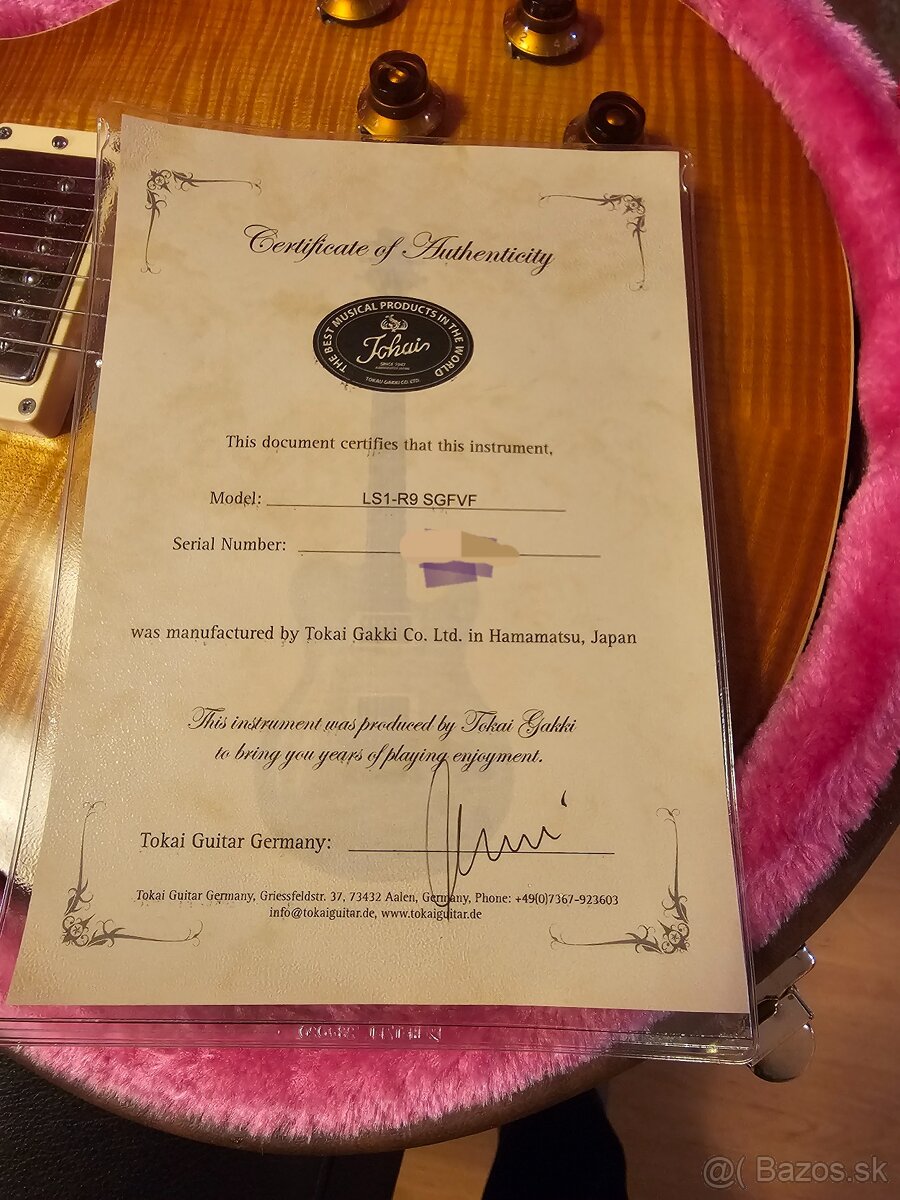 Certificate of Authenticity
THE BEST MUSICAL PRODUCTS IN THE WORLD
Tokai
SINCE 1947
TOKAI GAKKI CO. LTD.
This document certifies that this instrument,
Model: LS1-R9 SGFVF
Serial Number:
was manufactured by Tokai Gakki Co. Ltd. in Hamamatsu, Japan
This instrument was produced by Tokai Gakki
to bring you years of playing enjoyment.
Tokai Guitar Germany:
Tokai Guitar Germany, Griessfeldstr. 37, 73432 Aalen, Germany, Phone: +49(0)7367-923603
info@tokaiguitar.de, www.tokaiguitar.de
@( Bazos.sk